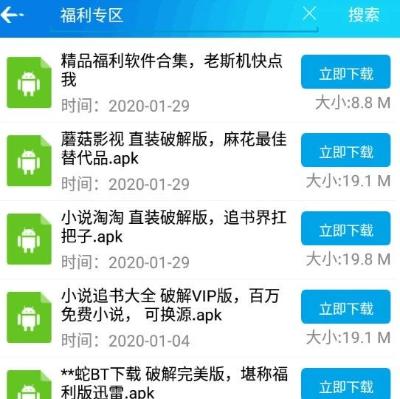 福利专区
搜索
精品福利软件合集，老斯机快点
我
立即下载
时间：2020-01-29
大小:8.8 M
蘑菇影视 直装破解版，麻花最佳
替代品.apk
立即下载
时间：2020-01-29
大小:19.1 M
小说淘淘 直装破解版，追书界扛
把子.apk
立即下载
时间：2020-01-29
大小:19.8 M
小说追书大全 破解VIP版，百万
免费小说， 可换源.apk
立即下载
时间：2020-01-04
大小:19.1 M
**蛇BT下载 破解完美版，堪称福
利版迅雷.apk
立即下载